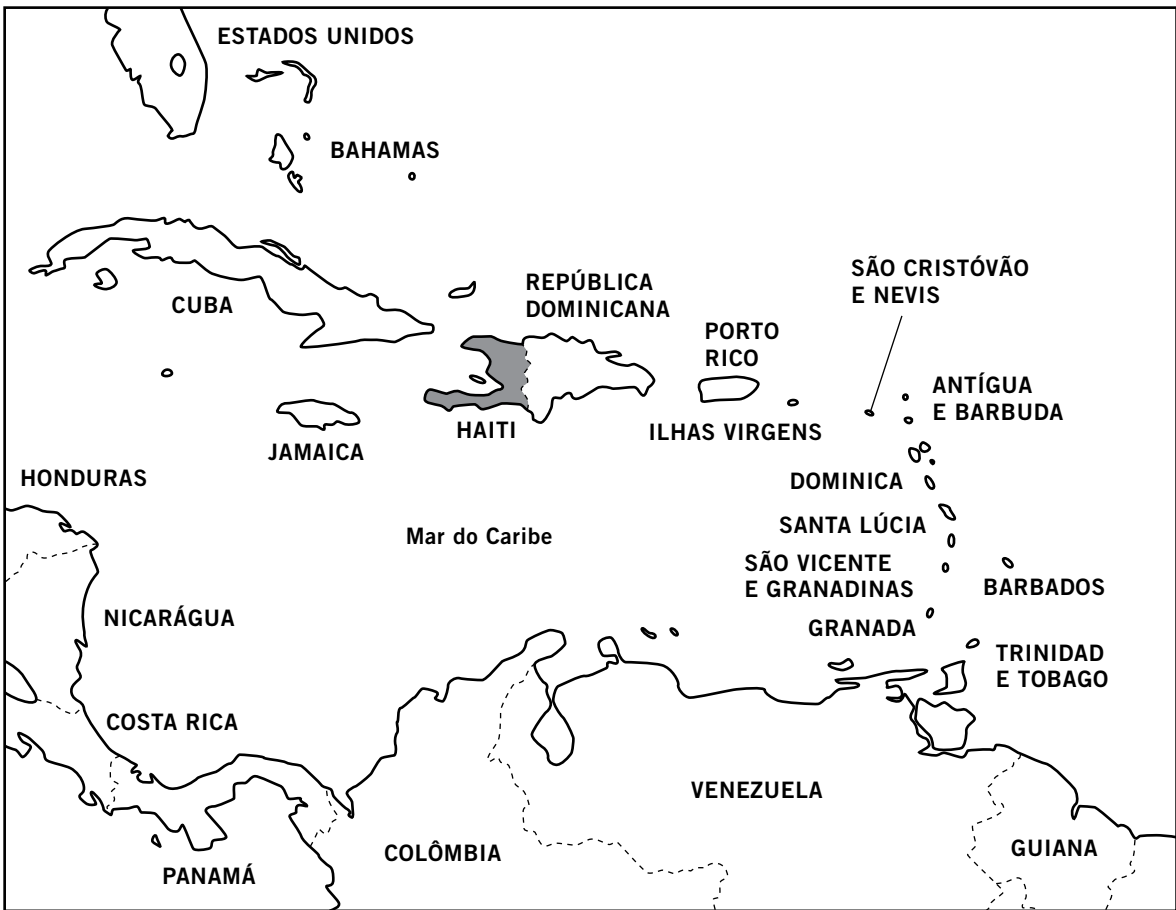 ESTADOS UNIDOS
BAHAMAS
CUBA
REPÚBLICA
DOMINICANA
SÃO CRISTÓVÃO
E NEVIS
PORTO
RICO
ANTÍGUA
E BARBUDA
HAITI
ILHAS VIRGENS
JAMAICA
HONDURAS
DOMINICA
SANTA LÚCIA
Mar do Caribe
SÃO VICENTE
E GRANADINAS
BARBADOS
NICARÁGUA
GRANADA
TRINIDAD
E TOBAGO
COSTA RICA
VENEZUELA
COLÔMBIA
GUIANA
PANAMÁ